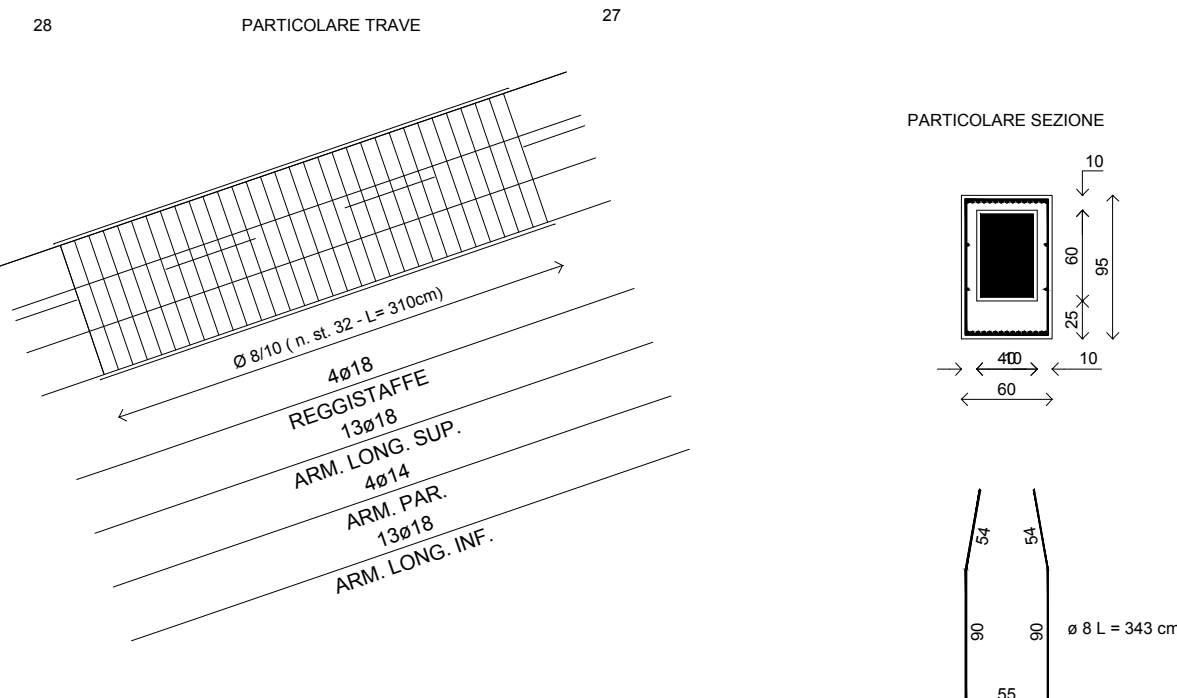 28
PARTICOLARE TRAVE
27
Ø 8/10 ( n. st. 32 - L= 310cm)
4ø18
REGGISTAFFE
13ø18
ARM. LONG. SUP.
4ø14
ARM. PAR.
13ø18
ARM. LONG. INF.
PARTICOLARE SEZIONE
10
60
95
25
40
10
10
60
54
54
90
90
ø 8 L = 343 cm
55